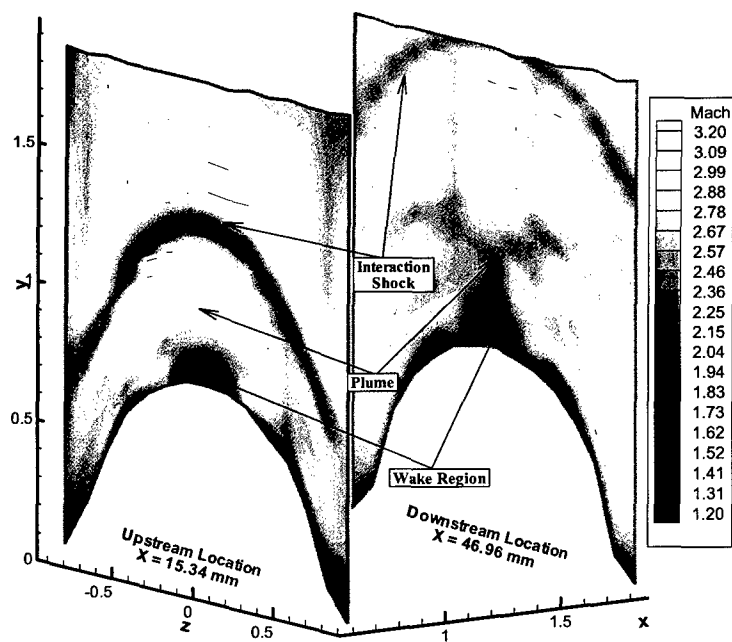 Mach
3.20
3.09
2.99
2.88
2.78
2.67
2.57
2.46
2.36
2.25
2.15
2.04
1.94
1.83
1.73
1.62
1.52
1.41
1.31
1.20
1.5
y
1
0.5
0
Interaction
Shock
Plume
Wake Region
Upstream Location
X = 15.34 mm
Downstream Location
X = 46.96 mm
-0.5
0
0.5
z
1
1.5
x